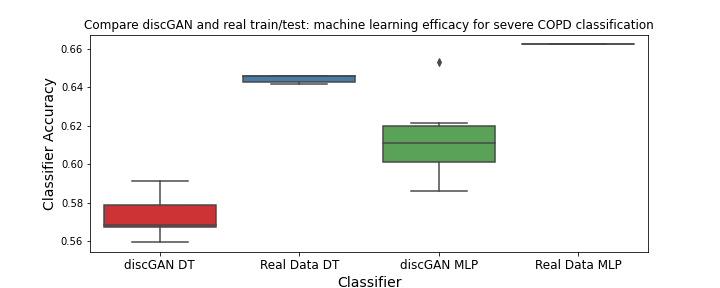 Compare discGAN and real train/test: machine learning efficacy for severe COPD classification
Classifier Accuracy
0.66
0.64
0.62
0.60
0.58
0.56
discGAN DT
Real Data DT
discGAN MLP
Real Data MLP
Classifier